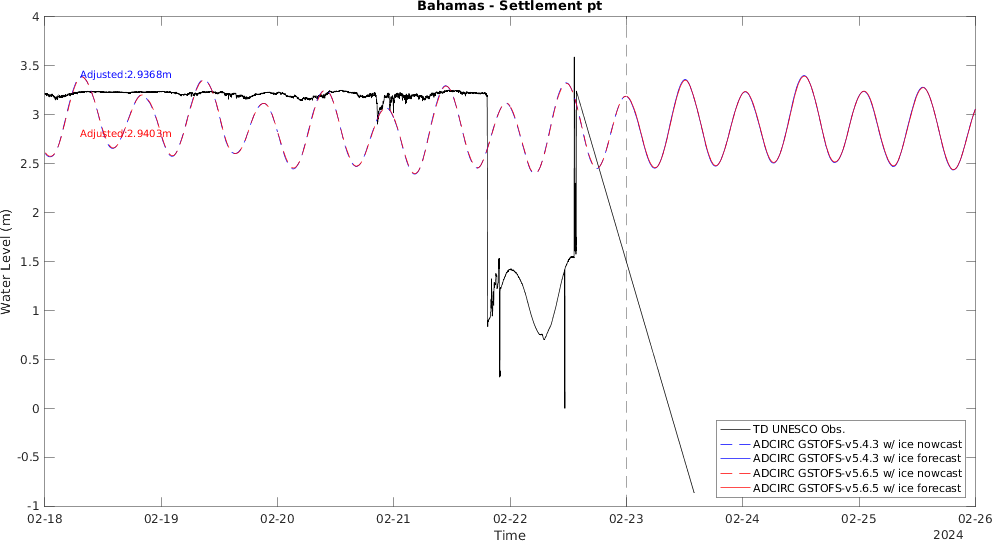 Bahamas - Settlement pt
4
3.5
3
2.5
2
1.5
1
0.5
0
-0.5
-1
Water Level (m)
Adjusted:2.9368m
Adjusted:2.9403m
TD UNESCO Obs.
ADCIRC GSTOFS-v5.4.3 w/ ice nowcast
ADCIRC GSTOFS-v5.4.3 w/ ice forecast
ADCIRC GSTOFS-v5.6.5 w/ ice nowcast
ADCIRC GSTOFS-v5.6.5 w/ ice forecast
02-18 02-19 02-20 02-21 02-22 02-23 02-24 02-25 02-26
Time
2024